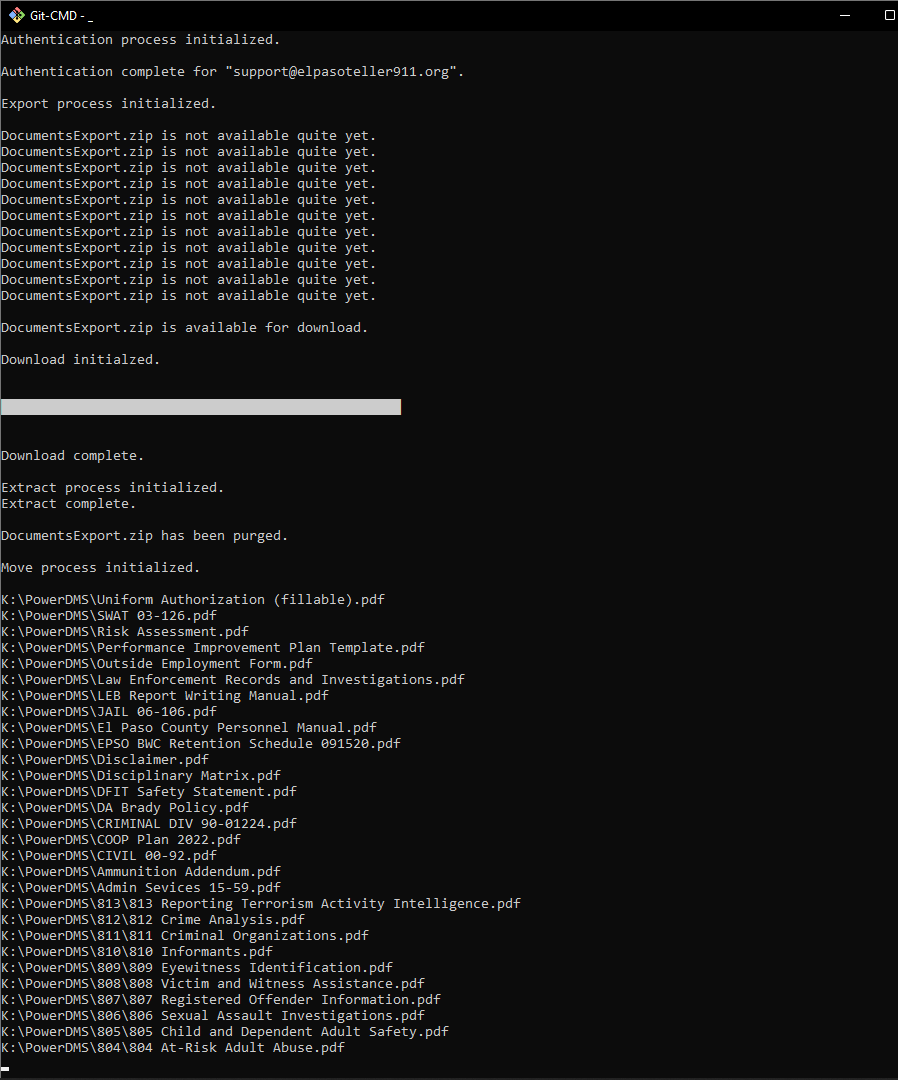 Git-CMD - _
Authentication process initialized.
Authentication complete for "support@elpasoteller911.org".
Export process initialized.
DocumentsExport.zip is not available quite yet.
DocumentsExport.zip is not available quite yet.
DocumentsExport.zip is not available quite yet.
DocumentsExport.zip is not available quite yet.
DocumentsExport.zip is not available quite yet.
DocumentsExport.zip is not available quite yet.
DocumentsExport.zip is not available quite yet.
DocumentsExport.zip is not available quite yet.
DocumentsExport.zip is not available quite yet.
DocumentsExport.zip is not available quite yet.
DocumentsExport.zip is not available quite yet.
DocumentsExport.zip is available for download.
Download initialzed.
Download complete.
Extract process initialized.
Extract complete.
DocumentsExport.zip has been purged.
Move process initialized.
K:\PowerDMS\Uniform Authorization (fillable).pdf
K:\PowerDMS\SWAT 03-126.pdf
K:\PowerDMS\Risk Assessment.pdf
K:\PowerDMS\Performance Improvement Plan Template.pdf
K:\PowerDMS\Outside Employment Form.pdf
K:\PowerDMS\Law Enforcement Records and Investigations.pdf
K:\PowerDMS\LEB Report Writing Manual.pdf
K:\PowerDMS\JAIL 06-106.pdf
K:\PowerDMS\El Paso County Personnel Manual.pdf
K:\PowerDMS\EPSO BWC Retention Schedule 091520.pdf
K:\PowerDMS\Disclaimer.pdf
K:\PowerDMS\Disciplinary Matrix.pdf
K:\PowerDMS\DFIT Safety Statement.pdf
K:\PowerDMS\DA Brady Policy.pdf
K:\PowerDMS\CRIMINAL DIV 90-01224.pdf
K:\PowerDMS\COOP Plan 2022.pdf
K:\PowerDMS\CIVIL 00-92.pdf
K:\PowerDMS\Ammunition Addendum.pdf
K:\PowerDMS\Admin Sevices 15-59.pdf
K:\PowerDMS\813\813 Reporting Terrorism Activity Intelligence.pdf
K:\PowerDMS\812\812 Crime Analysis.pdf
K:\PowerDMS\811\811 Criminal Organizations.pdf
K:\PowerDMS\810\810 Informants.pdf
K:\PowerDMS\809\809 Eyewitness Identification.pdf
K:\PowerDMS\808\808 Victim and Witness Assistance.pdf
K:\PowerDMS\807\807 Registered Offender Information.pdf
K:\PowerDMS\806\806 Sexual Assault Investigations.pdf
K:\PowerDMS\805\805 Child and Dependent Adult Safety.pdf
K:\PowerDMS\804\804 At-Risk Adult Abuse.pdf